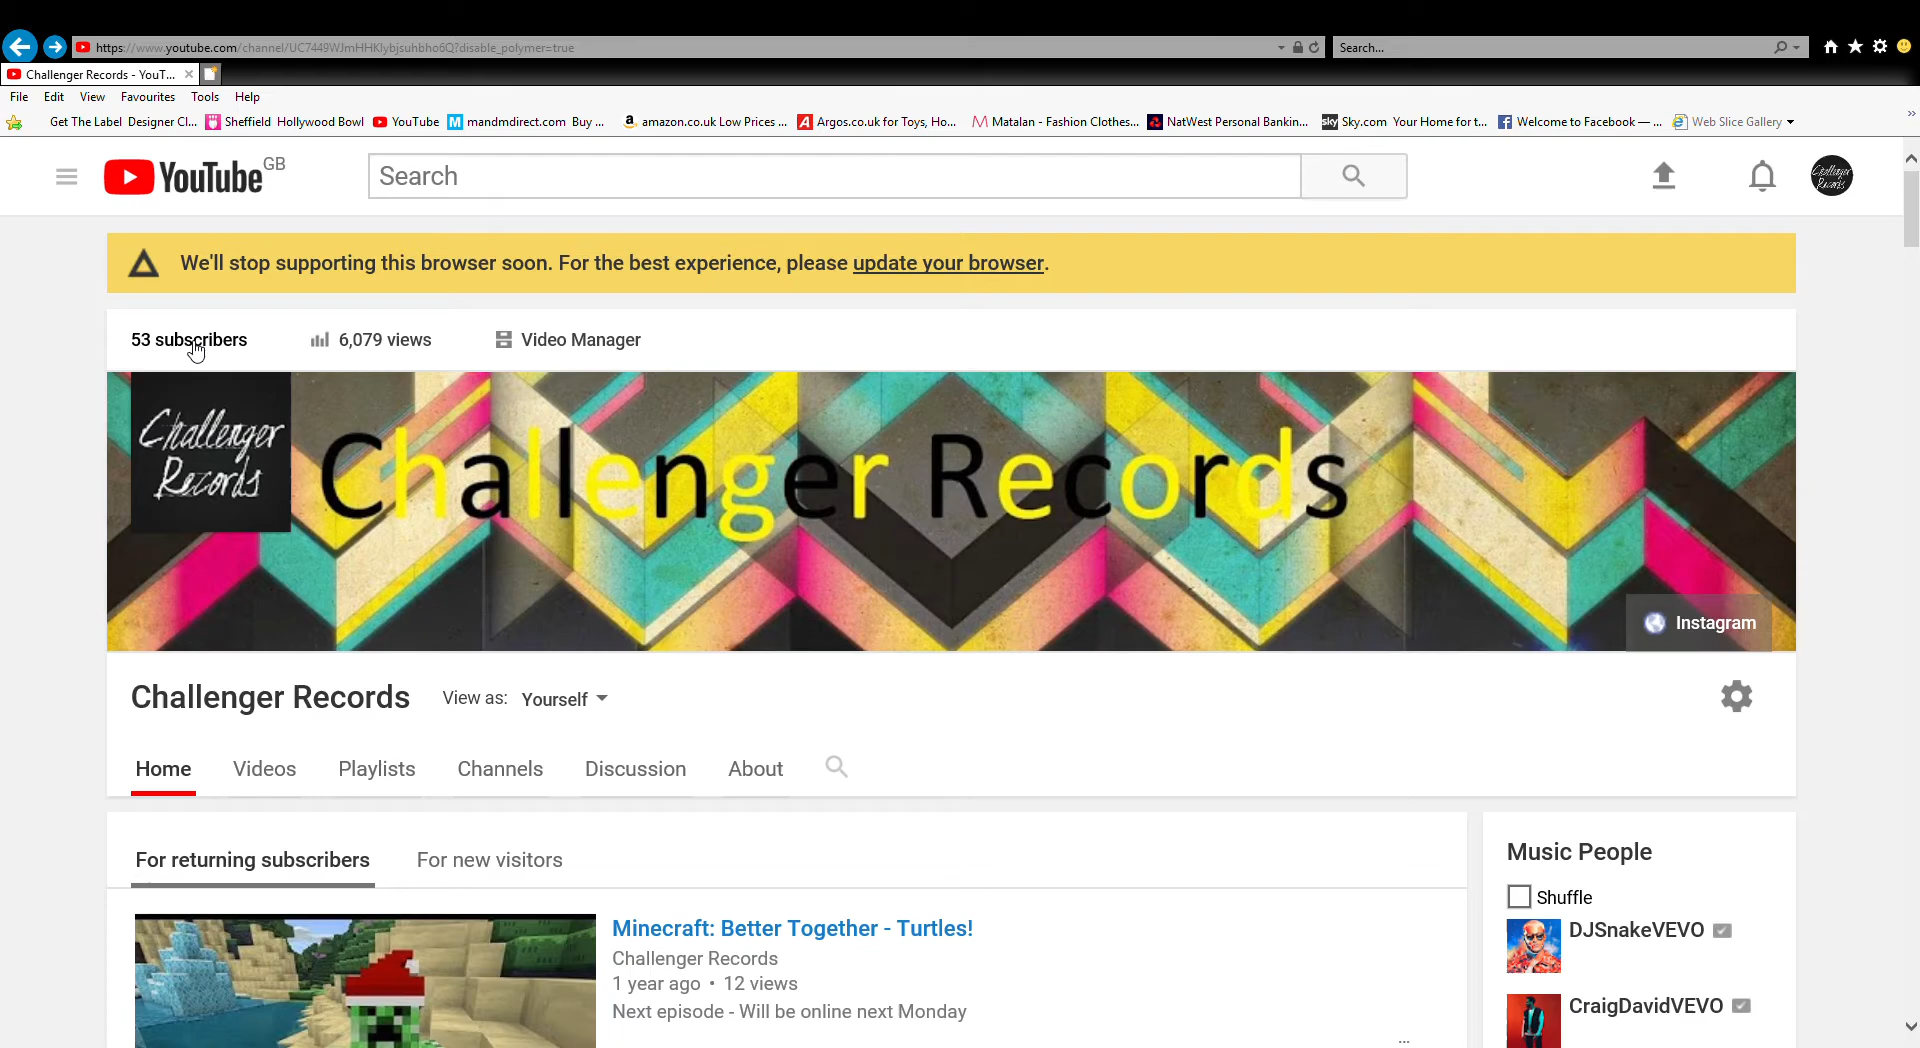 https://www.youtube.com/channel/UC7449WJmHHKlybjsuhbho6Q?disable_polymer=true
Search...
Challenger Records - YouT...
File Edit View Favourites Tools Help
Get The Label Designer Cl... Sheffield Hollywood Bowl YouTube M mandmdirect.com Buy ... a amazon.co.uk Low Prices ... A Argos.co.uk for Toys, Ho... M Matalan - Fashion Clothes... NatWest Personal Bankin... sky Sky.com Your Home for t... f Welcome to Facebook — ... Web Slice Gallery
YouTube GB
Search
Challenger Records
We'll stop supporting this browser soon. For the best experience, please update your browser.
53 subscribers 6,079 views Video Manager
Challenger Records
Challenger Records
Instagram
Challenger Records View as: Yourself
Home Videos Playlists Channels Discussion About
For returning subscribers For new visitors
Music People
Shuffle
Minecraft: Better Together - Turtles!
DJSnakeVEVO
Challenger Records
1 year ago • 12 views
Next episode - Will be online next Monday
CraigDavidVEVO
...